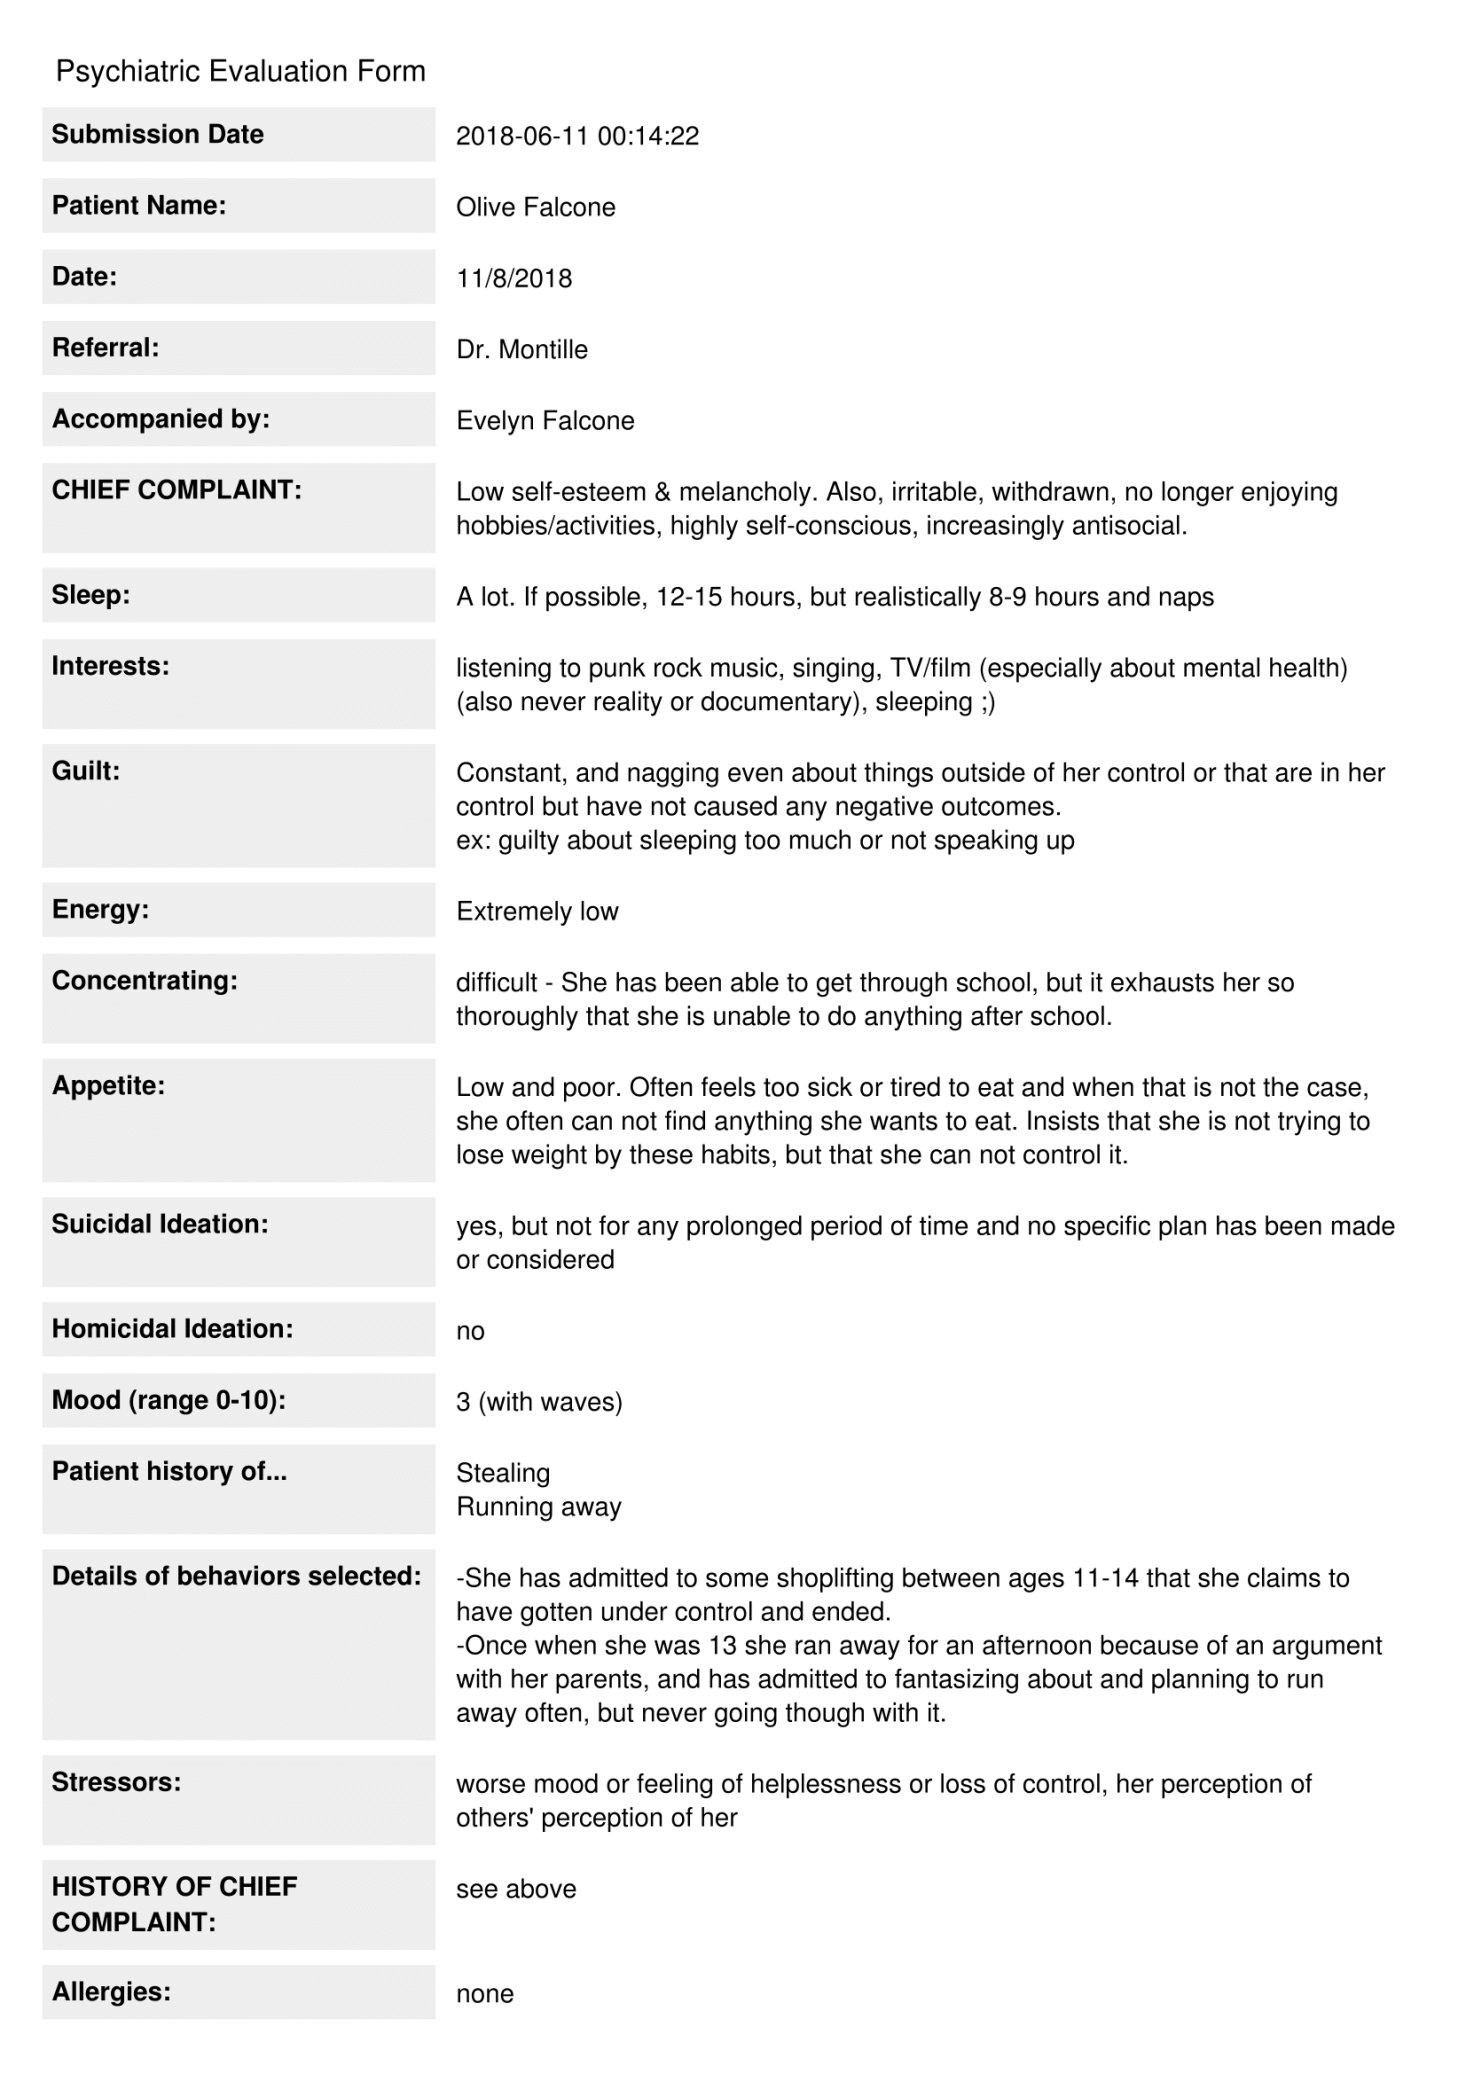 Psychiatric Evaluation Form
Submission Date
2018-06-11 00:14:22
Patient Name:
Olive Falcone
Date:
11/8/2018
Referral:
Dr. Montille
Accompanied by:
Evelyn Falcone
CHIEF COMPLAINT:
Low self-esteem & melancholy. Also, irritable, withdrawn, no longer enjoying
hobbies/activities, highly self-conscious, increasingly antisocial.
Sleep:
A lot. If possible, 12-15 hours, but realistically 8-9 hours and naps
Interests:
listening to punk rock music, singing, TV/film (especially about mental health)
(also never reality or documentary), sleeping ;)
Guilt:
Constant, and nagging even about things outside of her control or that are in her
control but have not caused any negative outcomes.
ex: guilty about sleeping too much or not speaking up
Energy:
Extremely low
Concentrating:
difficult - She has been able to get through school, but it exhausts her so
thoroughly that she is unable to do anything after school.
Appetite:
Low and poor. Often feels too sick or tired to eat and when that is not the case,
she often can not find anything she wants to eat. Insists that she is not trying to
lose weight by these habits, but that she can not control it.
Suicidal Ideation:
yes, but not for any prolonged period of time and no specific plan has been made
or considered
Homicidal Ideation:
no
Mood (range 0-10):
3 (with waves)
Patient history of...
Stealing
Running away
Details of behaviors selected:
-She has admitted to some shoplifting between ages 11-14 that she claims to
have gotten under control and ended.
-Once when she was 13 she ran away for an afternoon because of an argument
with her parents, and has admitted to fantasizing about and planning to run
away often, but never going though with it.
Stressors:
worse mood or feeling of helplessness or loss of control, her perception of
others' perception of her
HISTORY OF CHIEF
COMPLAINT:
see above
Allergies:
none